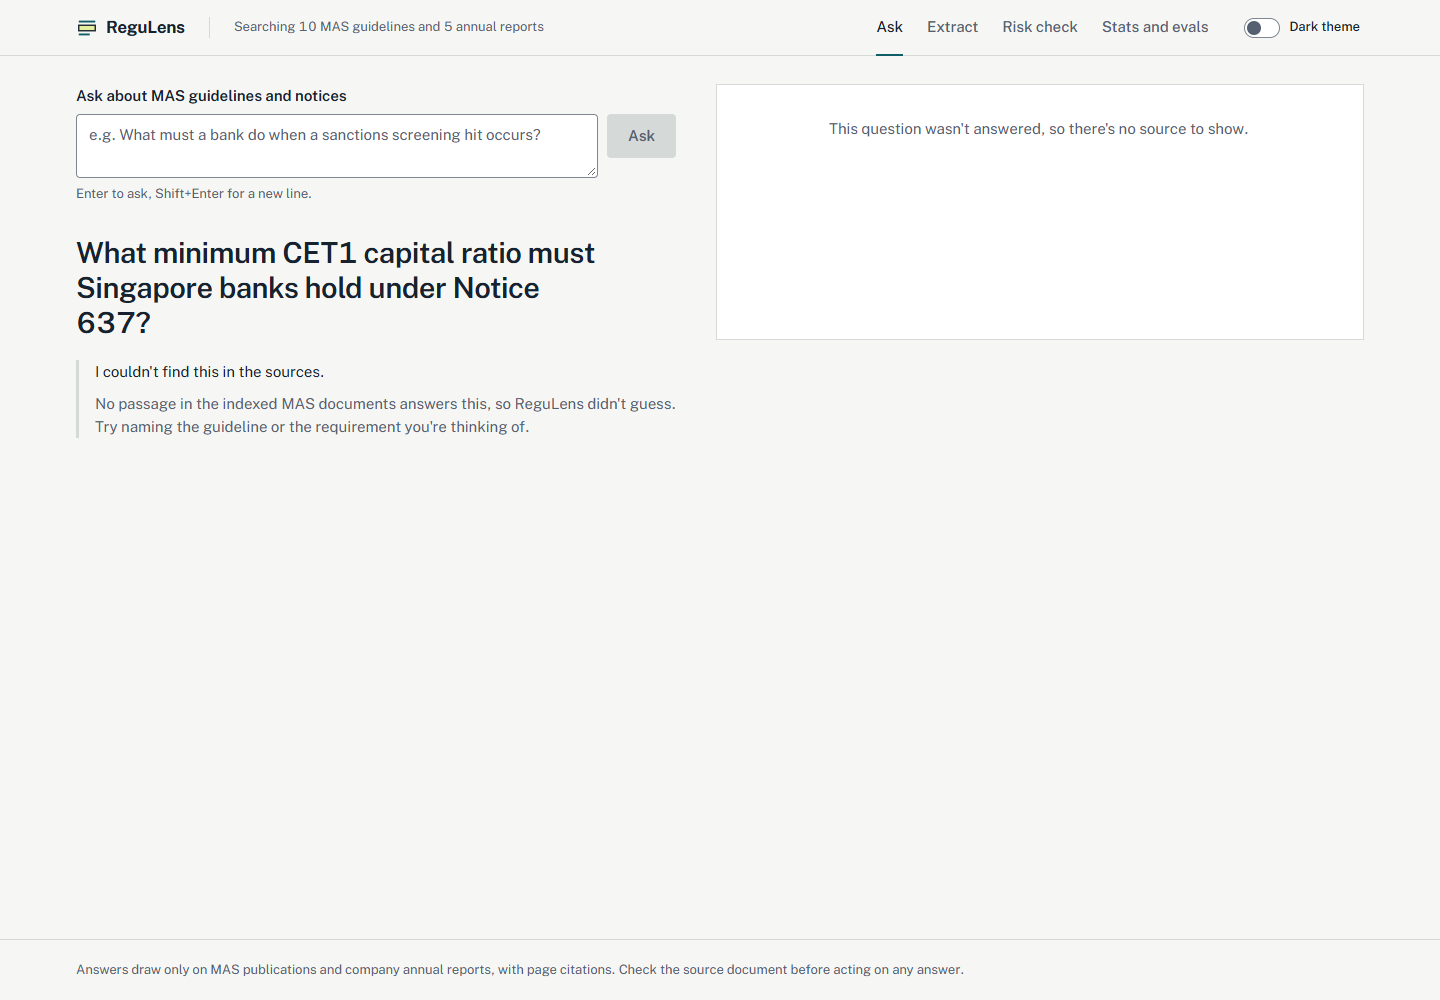 ReguLens
Searching 10 MAS guidelines and 5 annual reports
Ask
Extract
Risk check
Stats and evals
Dark theme
Ask about MAS guidelines and notices
e.g. What must a bank do when a sanctions screening hit occurs?
Ask
Enter to ask, Shift+Enter for a new line.
What minimum CET1 capital ratio must
Singapore banks hold under Notice
637?
I couldn't find this in the sources.
No passage in the indexed MAS documents answers this, so ReguLens didn't guess.
Try naming the guideline or the requirement you're thinking of.
This question wasn't answered, so there's no source to show.
Answers draw only on MAS publications and company annual reports, with page citations. Check the source document before acting on any answer.